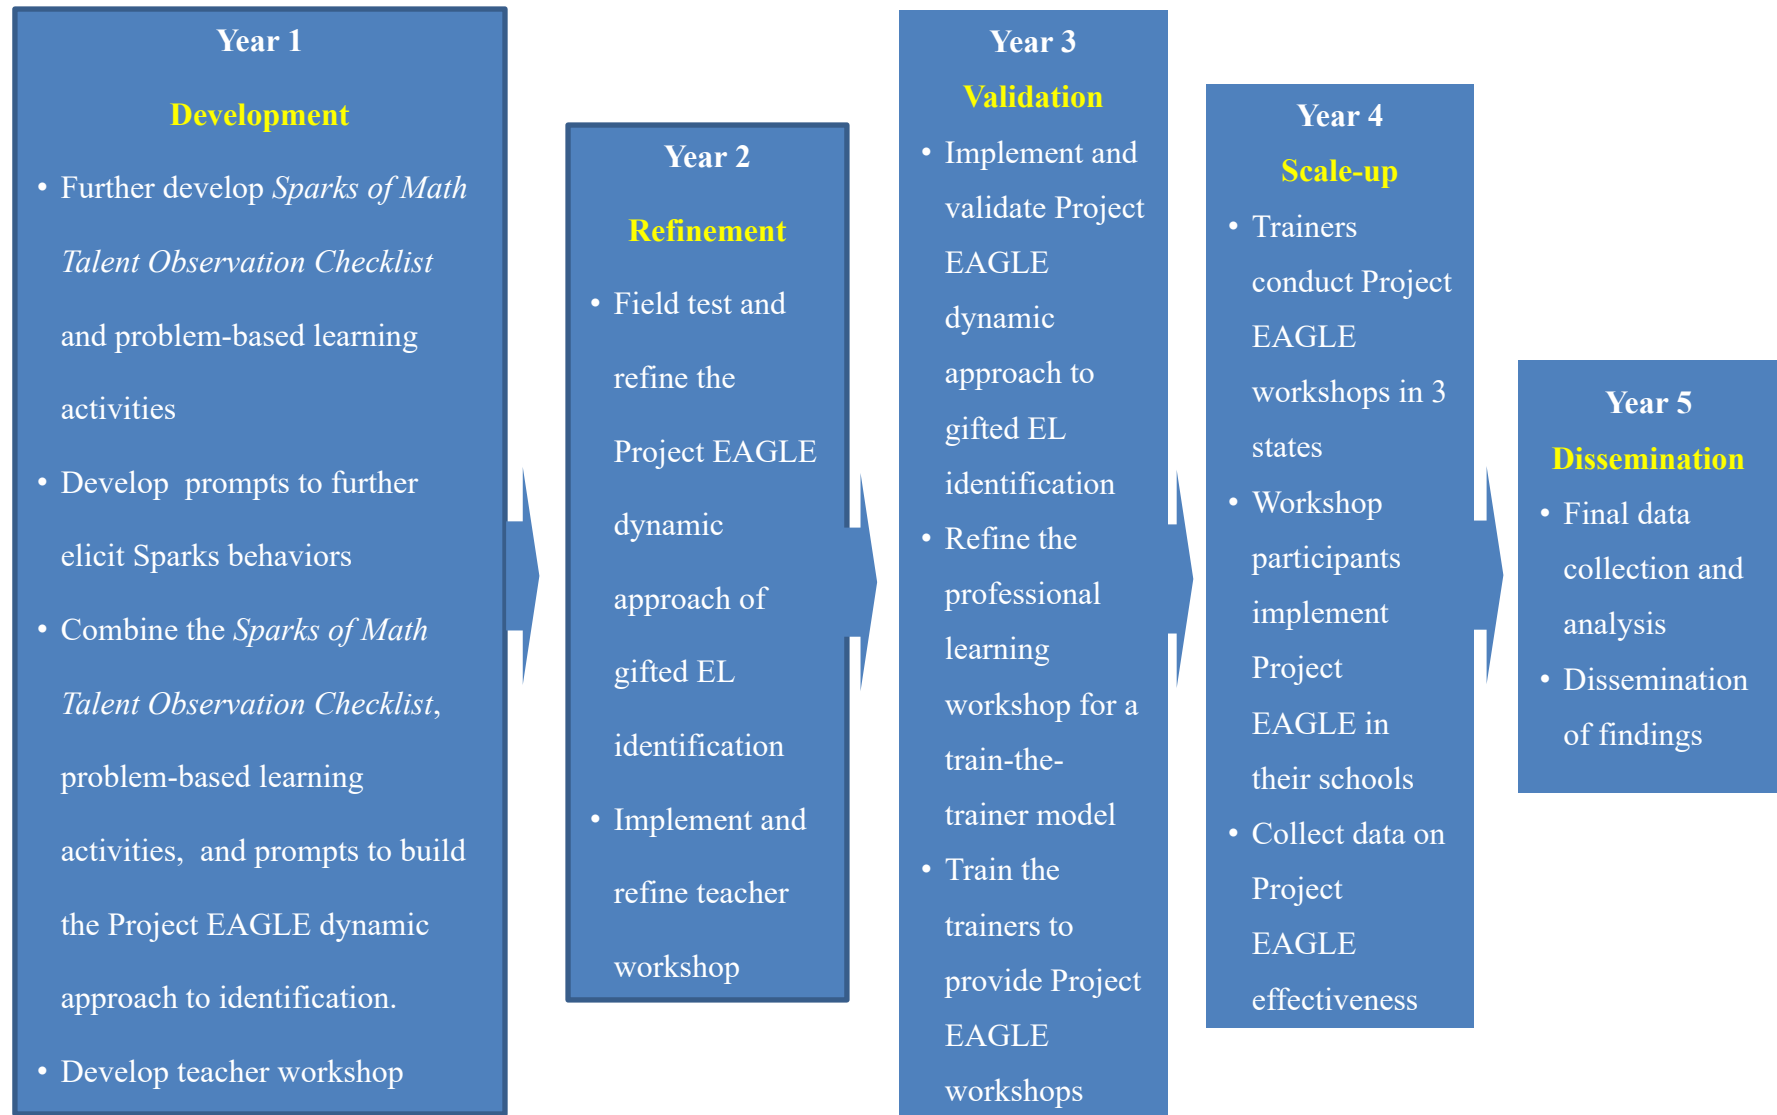 Year 1
Development
• Further develop Sparks of Math
Talent Observation Checklist
and problem-based learning
activities
• Develop  prompts to further
elicit Sparks behaviors
• Combine the Sparks of Math
Talent Observation Checklist,
problem-based learning
activities,  and prompts to build
the Project EAGLE dynamic
approach to identification.
• Develop teacher workshop
Year 2
Refinement
• Field test and
refine the
Project EAGLE
dynamic
approach of
gifted EL
identification
• Implement and
refine teacher
workshop
Year 3
Validation
• Implement and
validate Project
EAGLE
dynamic
approach to
gifted EL
identification
• Refine the
professional
learning
workshop for a
train-the-
trainer model
• Train the
trainers to
provide Project
EAGLE
workshops
Year 4
Scale-up
• Trainers
conduct Project
EAGLE
workshops in 3
states
• Workshop
participants
implement
Project
EAGLE in
their schools
• Collect data on
Project
EAGLE
effectiveness
Year 5
Dissemination
• Final data
collection and
analysis
• Dissemination
of findings